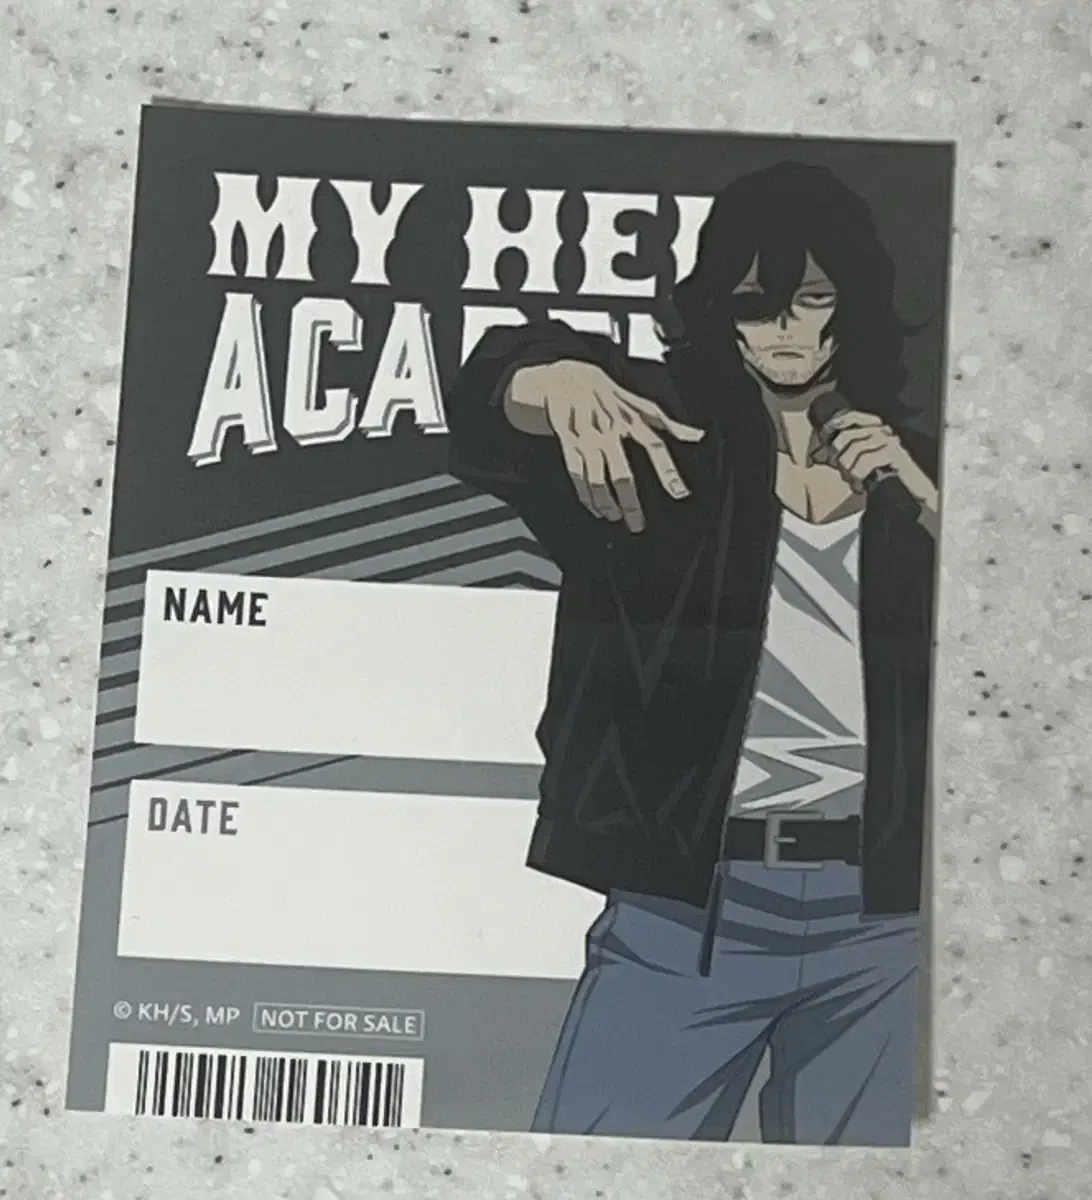 MY HE
ACA
NAME
DATE
© KH/S, MP NOT FOR SALE